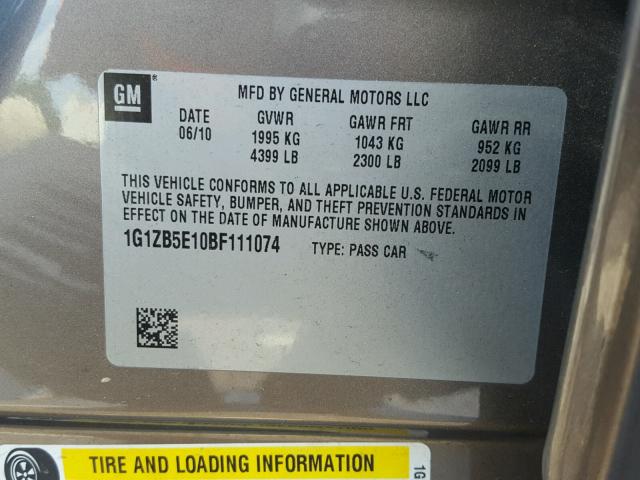 GM ®
MFD BY GENERAL MOTORS LLC
DATE GVWR GAWR FRT GAWR RR
06/10 1995 KG 1043 KG 952 KG
4399 LB 2300 LB 2099 LB
THIS VEHICLE CONFORMS TO ALL APPLICABLE U.S. FEDERAL MOTOR
VEHICLE SAFETY, BUMPER, AND THEFT PREVENTION STANDARDS IN
EFFECT ON THE DATE OF MANUFACTURE SHOWN ABOVE.
1G1ZB5E10BF111074 TYPE: PASS CAR
TIRE AND LOADING INFORMATION
1G